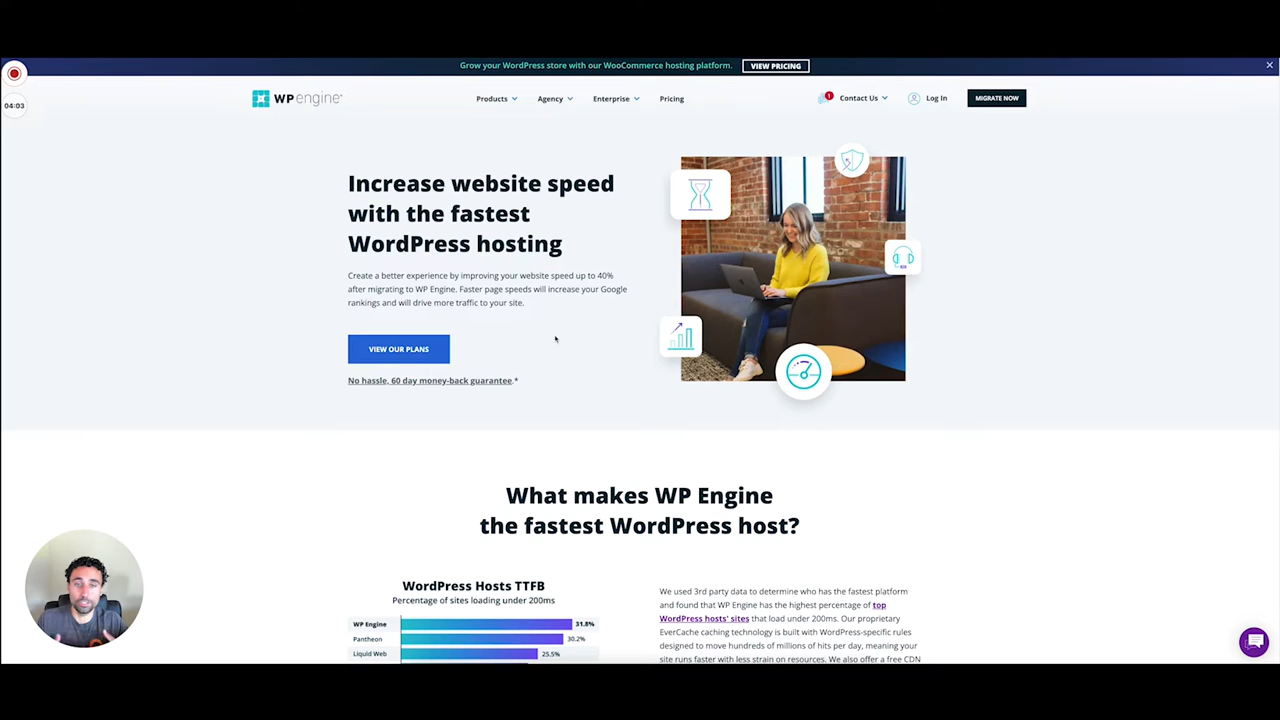 Grow your WordPress store with our WooCommerce hosting platform. VIEW PRICING
04:03
WP engine
Products Agency Enterprise Pricing
1 Contact Us Log In MIGRATE NOW
Increase website speed
with the fastest
WordPress hosting
Create a better experience by improving your website speed up to 40%
after migrating to WP Engine. Faster page speeds will increase your Google
rankings and will drive more traffic to your site.
VIEW OUR PLANS
No hassle, 60 day money-back guarantee.*
What makes WP Engine
the fastest WordPress host?
WordPress Hosts TTFB
Percentage of sites loading under 200ms
WP Engine 31.8%
Pantheon 30.2%
Liquid Web 25.5%
We used 3rd party data to determine who has the fastest platform
and found that WP Engine has the highest percentage of top
WordPress hosts' sites that load under 200ms. Our proprietary
EverCache caching technology is built with WordPress-specific rules
designed to move hundreds of millions of hits per day, meaning your
site runs faster with less strain on resources. We also offer a free CDN